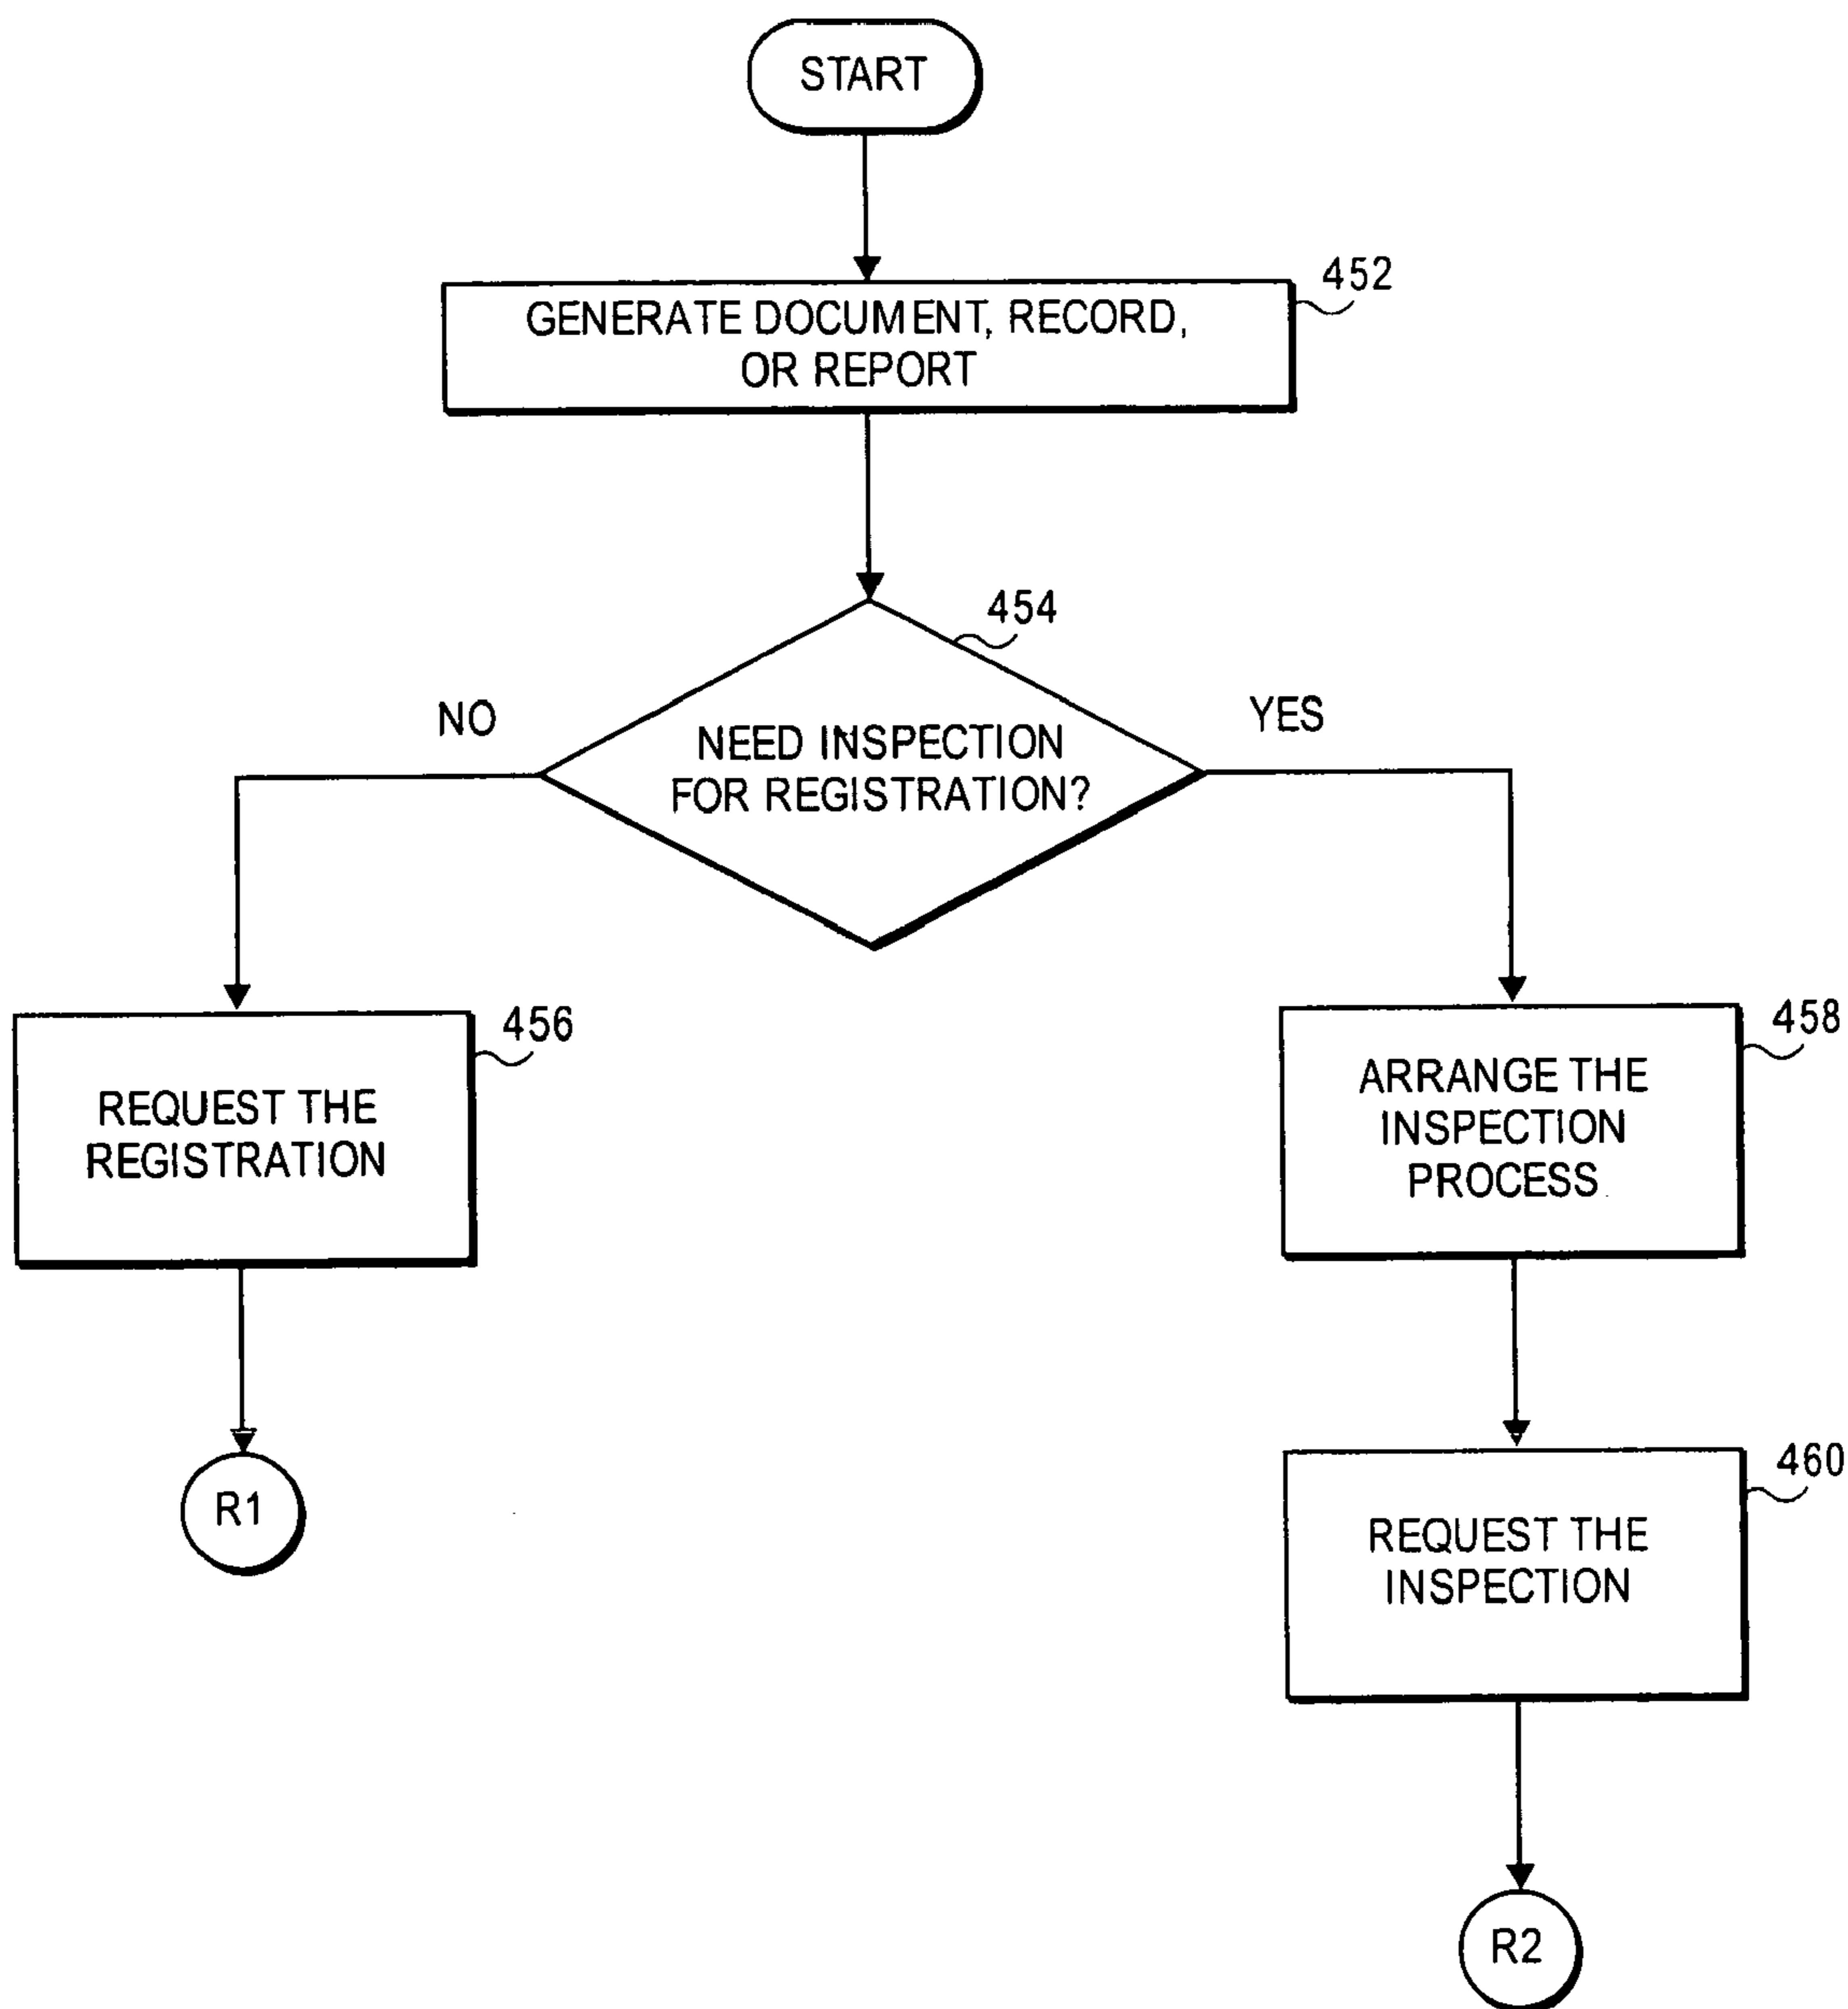 START
452
GENERATE DOCUMENT, RECORD,
OR REPORT
454
NO
YES
NEED INSPECTION
FOR REGISTRATION?
456
REQUEST THE
REGISTRATION
458
ARRANGE THE
INSPECTION
PROCESS
R1
460
REQUEST THE
INSPECTION
R2